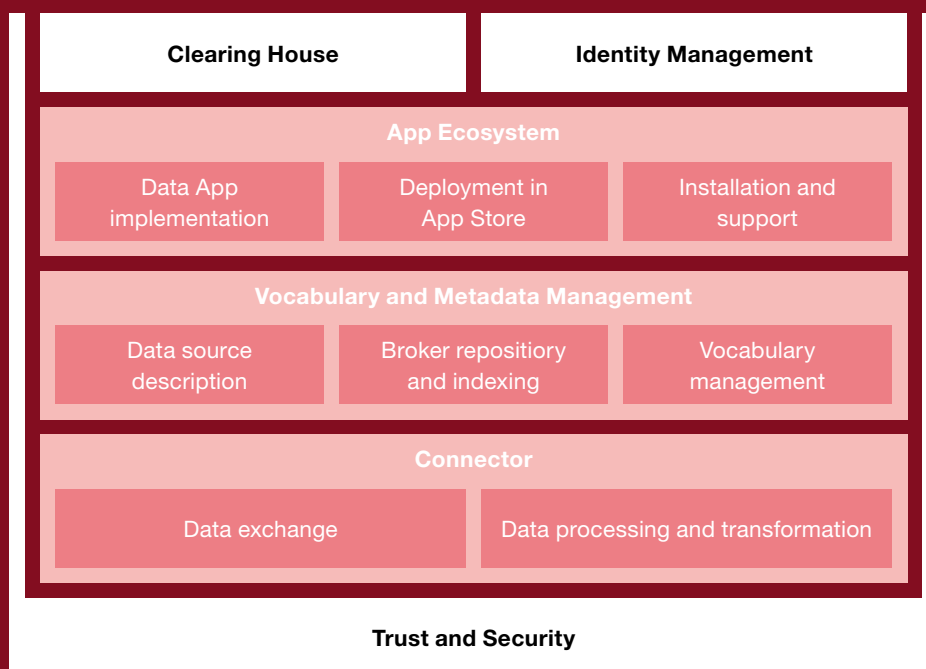 Clearing House
Identity Management
App Ecosystem
Data App
implementation
Deployment in
App Store
Installation and
support
Vocabulary and Metadata Management
Data source
description
Broker repositiory
and indexing
Vocabulary
management
Connector
Data exchange
Data processing and transformation
Trust and Security